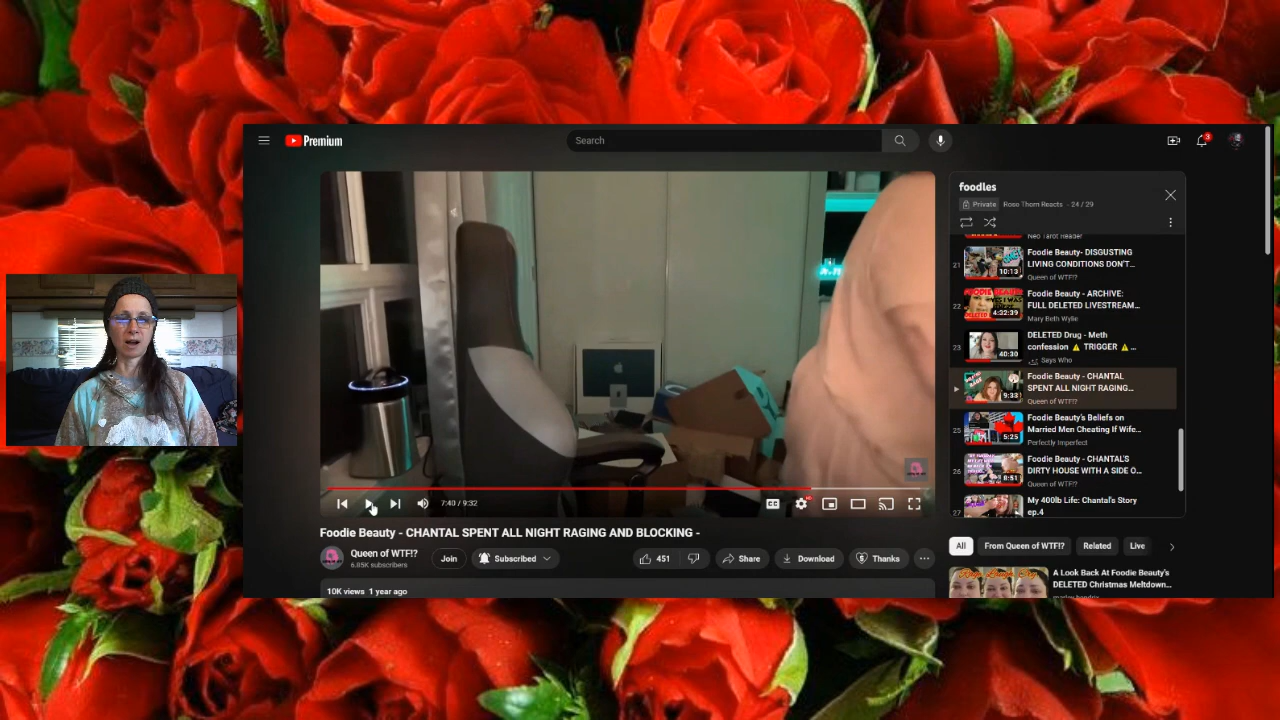 Premium
Search
3
foodles
Private Rose Thorn Reacts - 24 / 29
Neo Tarot Reader
21
10:13
Foodie Beauty- DISGUSTING
LIVING CONDITIONS DON'T...
Queen of WTF!?
22
4:32:39
Foodie Beauty - ARCHIVE:
FULL DELETED LIVESTREAM...
Mary Beth Wylie
23
40:30
DELETED Drug - Meth
confession ⚠ TRIGGER ⚠ ...
Says Who
9:33
Foodie Beauty - CHANTAL
SPENT ALL NIGHT RAGING...
Queen of WTF!?
25
5:25
Foodie Beauty's Beliefs on
Married Men Cheating If Wife...
Perfectly Imperfect
26
8:51
Foodie Beauty - CHANTAL'S
DIRTY HOUSE WITH A SIDE O...
Queen of WTF!?
27
My 400lb Life: Chantal's Story
ep.4
7:40 / 9:32
CC
Foodie Beauty - CHANTAL SPENT ALL NIGHT RAGING AND BLOCKING -
Queen of WTF!?
6.85K subscribers
Join
Subscribed
451
Share
Download
Thanks
10K views 1 year ago
All
From Queen of WTF!?
Related
Live
A Look Back At Foodie Beauty's
DELETED Christmas Meltdown...